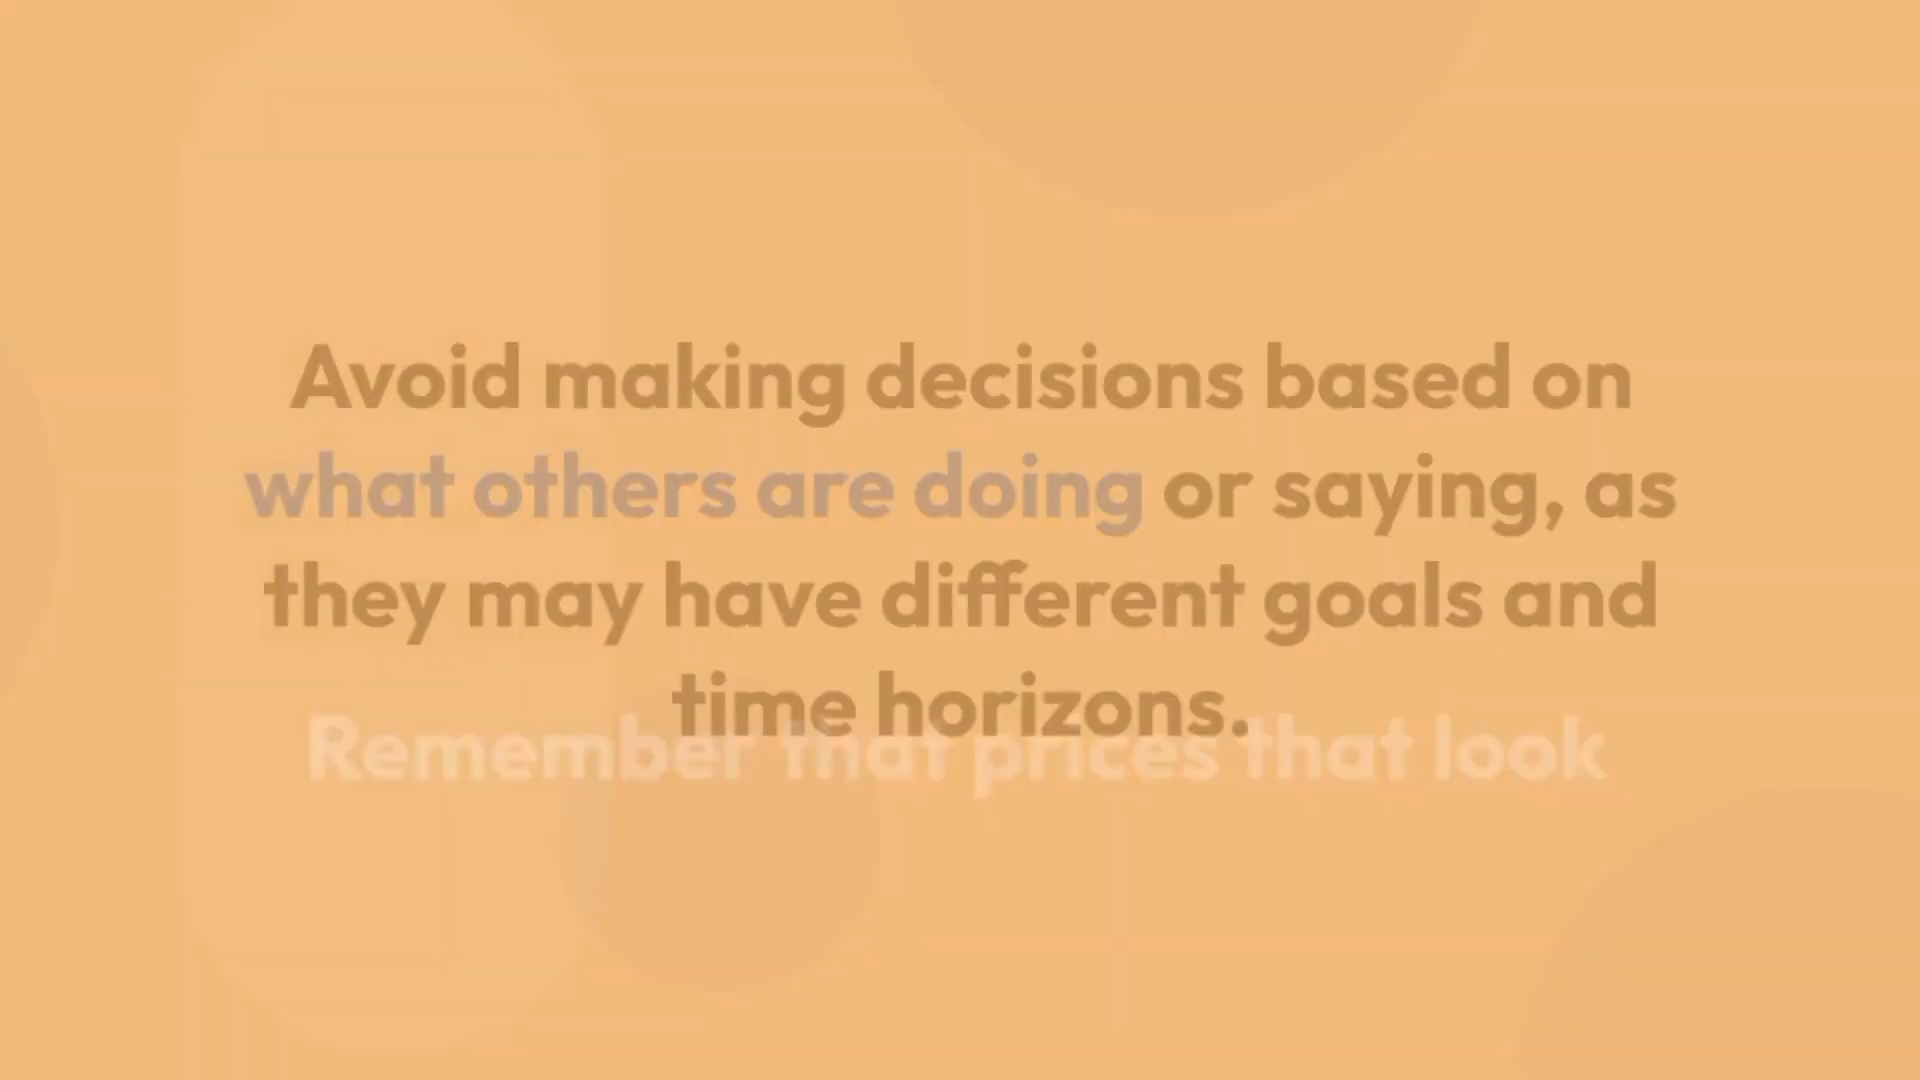 Avoid making decisions based on
what others are doing or saying, as
they may have different goals and
time horizons.
Remember that prices that look